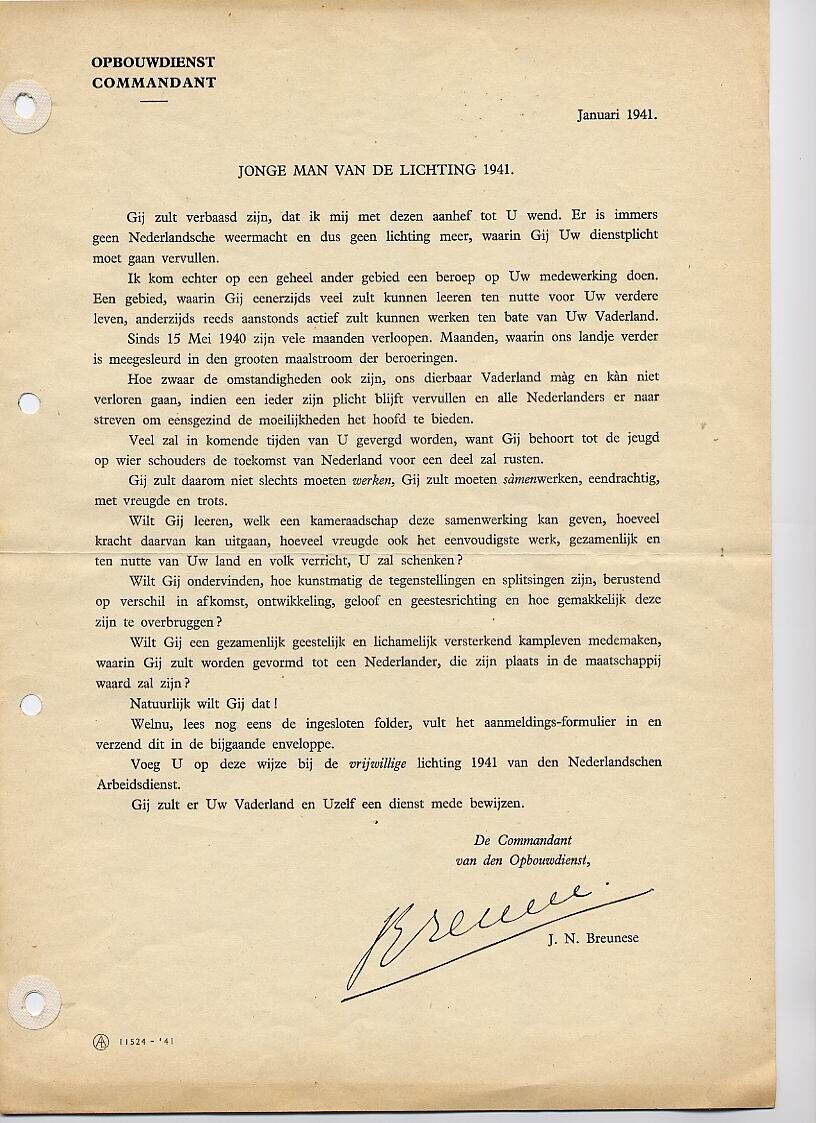 OPBOUWDIENST
COMMANDANT
Januari 1941.
JONGE MAN VAN DE LICHTING 1941.
Gij zult verbaasd zijn, dat ik mij met dezen aanhef tot U wend. Er is immers
geen Nederlandsche weermacht en dus geen lichting meer, waarin Gij Uw dienstplicht
moet gaan vervullen.
Ik kom echter op een geheel ander gebied een beroep op Uw medewerking doen.
Een gebied, waarin Gij eenerzijds veel zult kunnen leeren ten nutte voor Uw verdere
leven, anderzijds reeds aanstonds actief zult kunnen werken ten bate van Uw Vaderland.
Sinds 15 Mei 1940 zijn vele maanden verloopen. Maanden, waarin ons landje verder
is meegesleurd in den grooten maalstroom der beroeringen.
Hoe zwaar de omstandigheden ook zijn, ons dierbaar Vaderland màg en kàn niet
verloren gaan, indien een ieder zijn plicht blijft vervullen en alle Nederlanders er naar
streven om eensgezind de moeilijkheden het hoofd te bieden.
Veel zal in komende tijden van U gevergd worden, want Gij behoort tot de jeugd
op wier schouders de toekomst van Nederland voor een deel zal rusten.
Gij zult daarom niet slechts moeten werken, Gij zult moeten sàmenwerken, eendrachtig,
met vreugde en trots.
Wilt Gij leeren, welk een kameraadschap deze samenwerking kan geven, hoeveel
kracht daarvan kan uitgaan, hoeveel vreugde ook het eenvoudigste werk, gezamenlijk en
ten nutte van Uw land en volk verricht, U zal schenken?
Wilt Gij ondervinden, hoe kunstmatig de tegenstellingen en splitsingen zijn, berustend
op verschil in afkomst, ontwikkeling, geloof en geestesrichting en hoe gemakkelijk deze
zijn te overbruggen?
Wilt Gij een gezamenlijk geestelijk en lichamelijk versterkend kampleven medemaken,
waarin Gij zult worden gevormd tot een Nederlander, die zijn plaats in de maatschappij
waard zal zijn?
Natuurlijk wilt Gij dat!
Welnu, lees nog eens de ingesloten folder, vult het aanmeldings-formulier in en
verzend dit in de bijgaande enveloppe.
Voeg U op deze wijze bij de vrijwillige lichting 1941 van den Nederlandschen
Arbeidsdienst.
Gij zult er Uw Vaderland en Uzelf een dienst mede bewijzen.
De Commandant
van den Opbouwdienst,
J. N. Breunese
11524 - '41